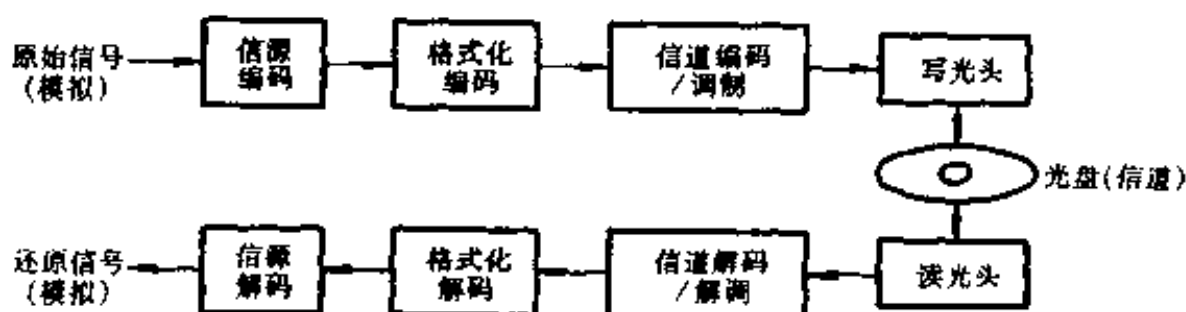 原始信号
(模拟)
信源
编码
格式化
编码
信道编码
/调制
写光头
光盘(信道)
还原信号
(模拟)
信源
解码
格式化
解码
信道解码
/解调
读光头